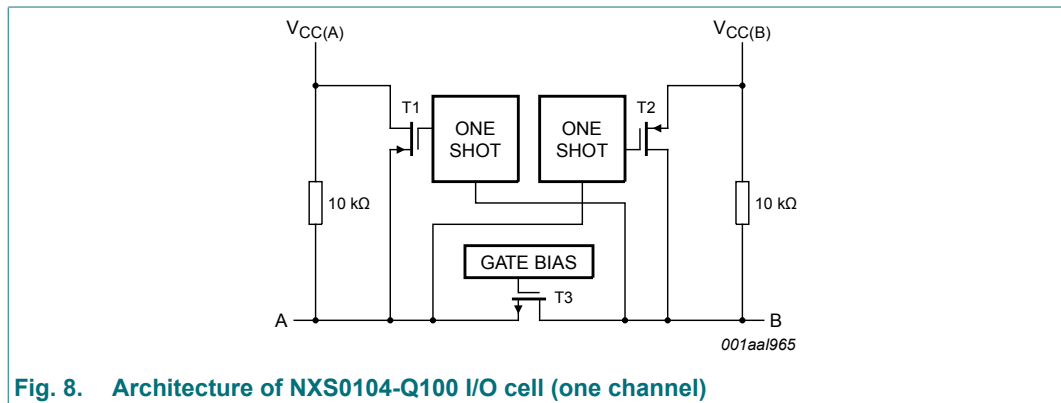 VCC(A)
VCC(B)
T1
T2
ONE
SHOT
ONE
SHOT
10 kΩ
10 kΩ
GATE BIAS
T3
A
B
001aal965
Fig. 8. Architecture of NXS0104-Q100 I/O cell (one channel)